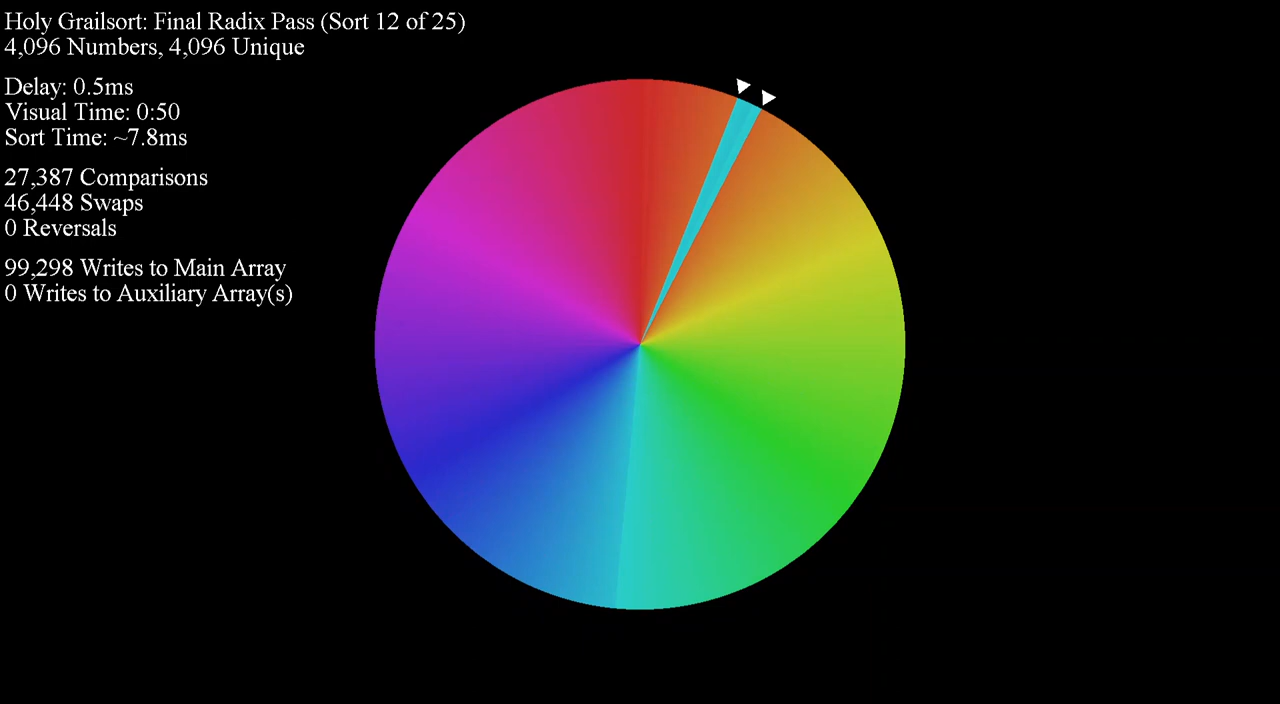 Holy Grailsort: Final Radix Pass (Sort 12 of 25)
4,096 Numbers, 4,096 Unique
Delay: 0.5ms
Visual Time: 0:50
Sort Time: ~7.8ms
27,387 Comparisons
46,448 Swaps
0 Reversals
99,298 Writes to Main Array
0 Writes to Auxiliary Array(s)